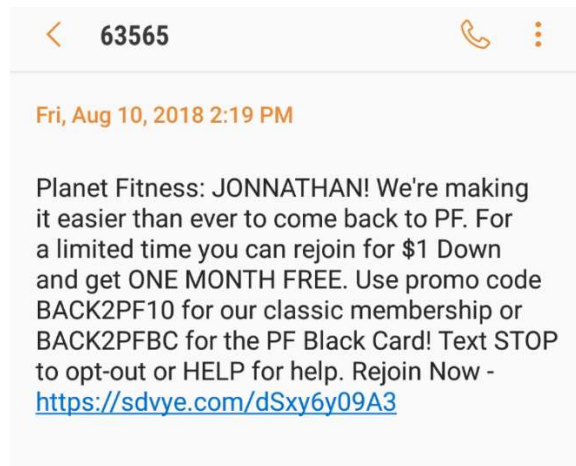 63565
Fri, Aug 10, 2018 2:19 PM
Planet Fitness: JONNATHAN! We're making
it easier than ever to come back to PF. For
a limited time you can rejoin for $1 Down
and get ONE MONTH FREE. Use promo code
BACK2PF10 for our classic membership or
BACK2PFBC for the PF Black Card! Text STOP
to opt-out or HELP for help. Rejoin Now -
https://sdvye.com/dSxy6y09A3